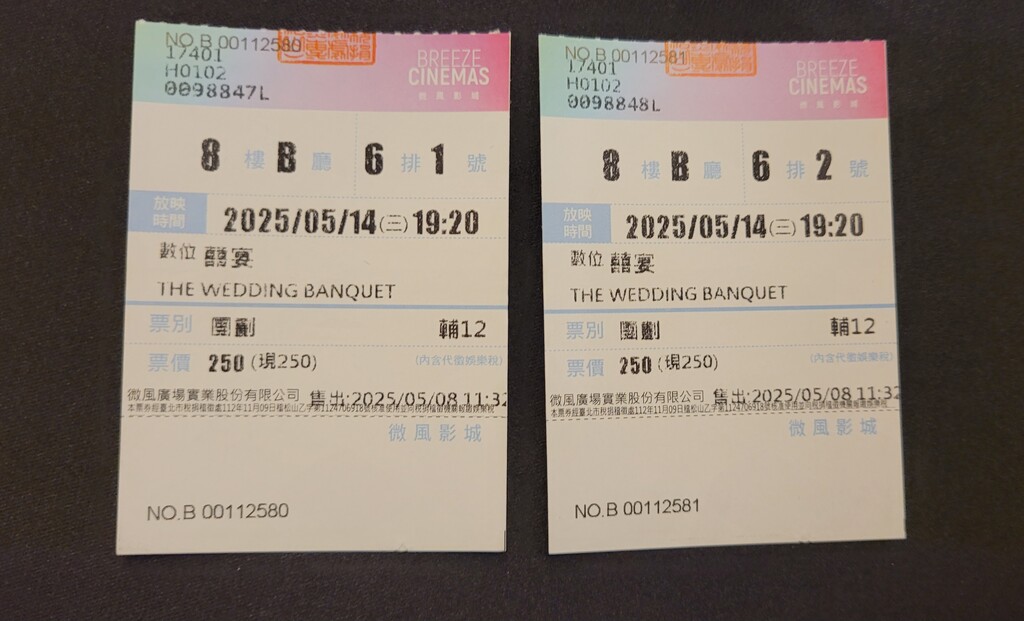 NO.B 00112580
17401
H0102
0098847L
BREEZE
CINEMAS
微風影城
8 樓 B 廳 6 排 1 號
放映時間 2025/05/14(三) 19:20
數位 囍宴
THE WEDDING BANQUET
票別 團劃 輔12
票價 250 (現250) (內含代徵娛樂稅)
微風廣場實業股份有限公司 售出:2025/05/08 11:32
微風影城
NO.B 00112580
NO.B 00112581
17401
H0102
0098848L
BREEZE
CINEMAS
微風影城
8 樓 B 廳 6 排 2 號
放映時間 2025/05/14(三) 19:20
數位 囍宴
THE WEDDING BANQUET
票別 團劃 輔12
票價 250 (現250) (內含代徵娛樂稅)
微風廣場實業股份有限公司 售出:2025/05/08 11:32
微風影城
NO.B 00112581